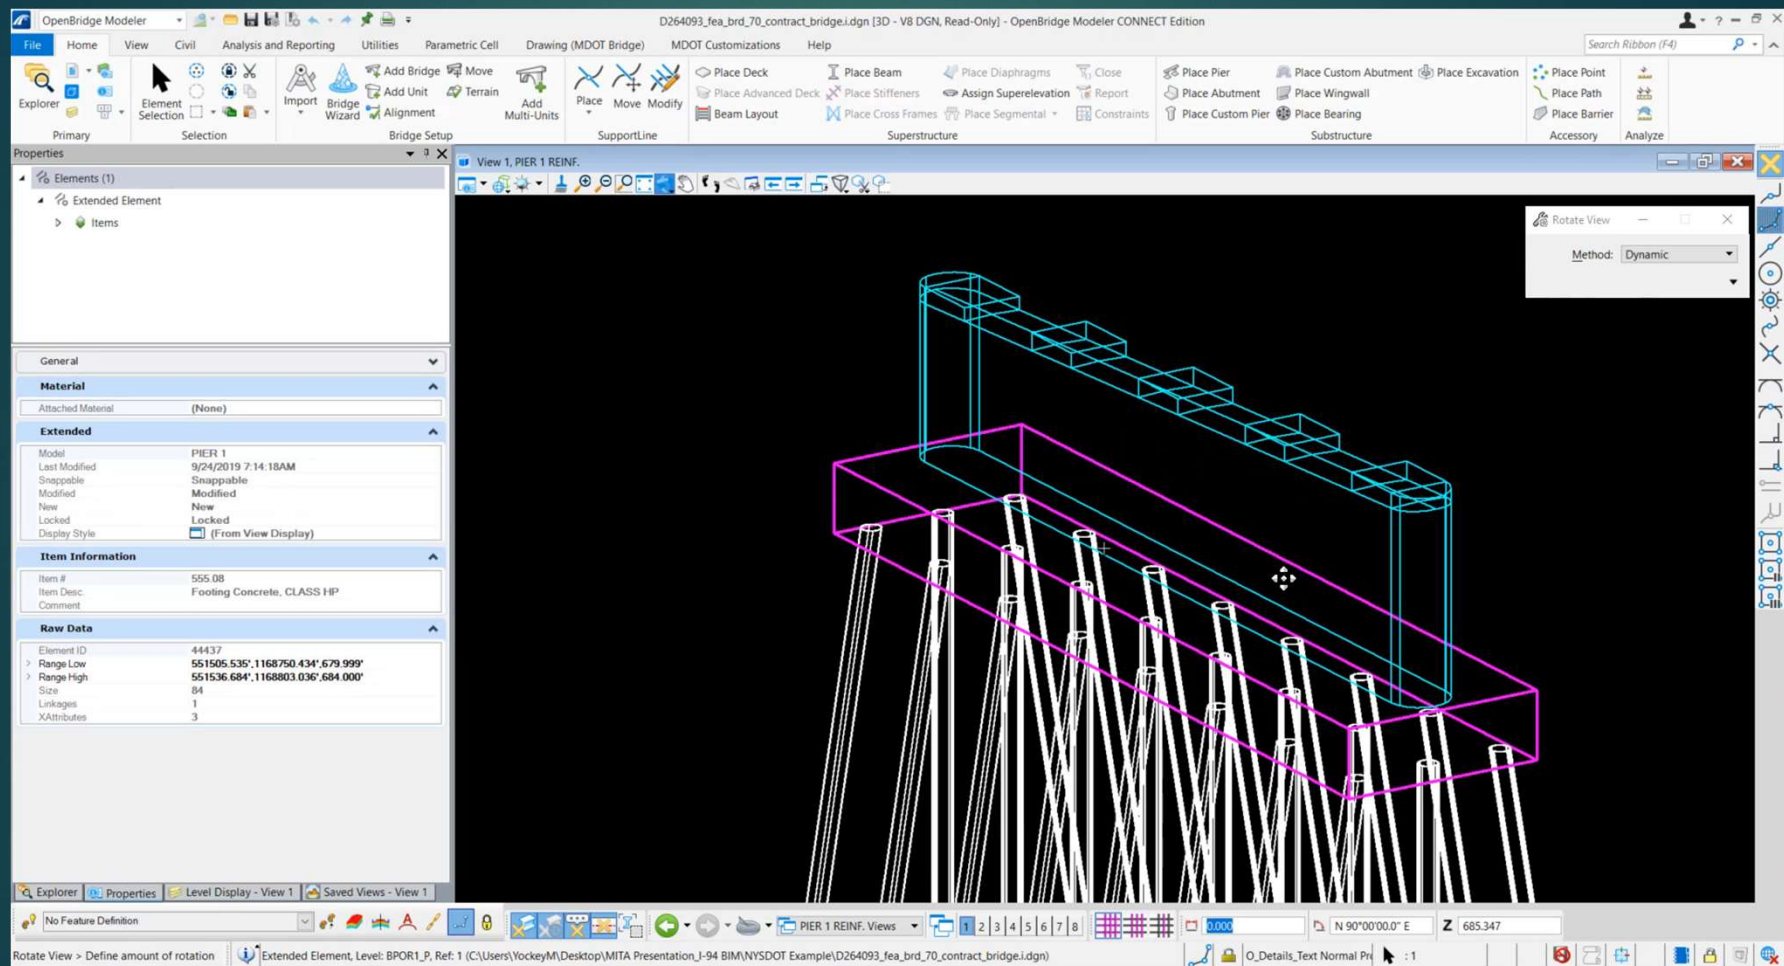 OpenBridge Modeler
D264093_fea_brd_70_contract_bridge.i.dgn [3D - V8 DGN, Read-Only] - OpenBridge Modeler CONNECT Edition
File Home View Civil Analysis and Reporting Utilities Parametric Cell Drawing (MDOT Bridge) MDOT Customizations Help Search Ribbon (F4)
Add Bridge Move Place Deck Place Beam Place Diaphragms Close Place Pier Place Custom Abutment Place Excavation Place Point
Add Unit Terrain Place Advanced Deck Place Stiffeners Assign Superelevation Report Place Abutment Place Wingwall Place Path
Explorer Element Selection Import Bridge Wizard Alignment Add Multi-Units Place Move Modify Beam Layout Place Cross Frames Place Segmental Constraints Place Custom Pier Place Bearing Place Barrier
Primary Selection Bridge Setup SupportLine Superstructure Substructure Accessory Analyze
Properties
View 1, PIER 1 REINF.
Elements (1)
Extended Element
Items
Rotate View
Method: Dynamic
General
Material
Attached Material (None)
Extended
Model PIER 1
Last Modified 9/24/2019 7:14:18AM
Snappable Snappable
Modified Modified
New New
Locked Locked
Display Style (From View Display)
Item Information
Item # 555.08
Item Desc. Footing Concrete, CLASS HP
Comment
Raw Data
Element ID 44437
Range Low 551505.535',1168750.434',679.999'
Range High 551536.684',1168803.036',684.000'
Size 84
Linkages 1
XAttributes 3
Explorer Properties Level Display - View 1 Saved Views - View 1
No Feature Definition PIER 1 REINF. Views 1 2 3 4 5 6 7 8 0.000 N 90°00'00.0" E Z 685.347
Rotate View > Define amount of rotation Extended Element, Level: BPOR1_P, Ref: 1 (C:\Users\YockeyM\Desktop\MITA Presentation_I-94 BIM\NYSDOT Example\D264093_fea_brd_70_contract_bridge.i.dgn) O_Details_Text Normal Pr : 1